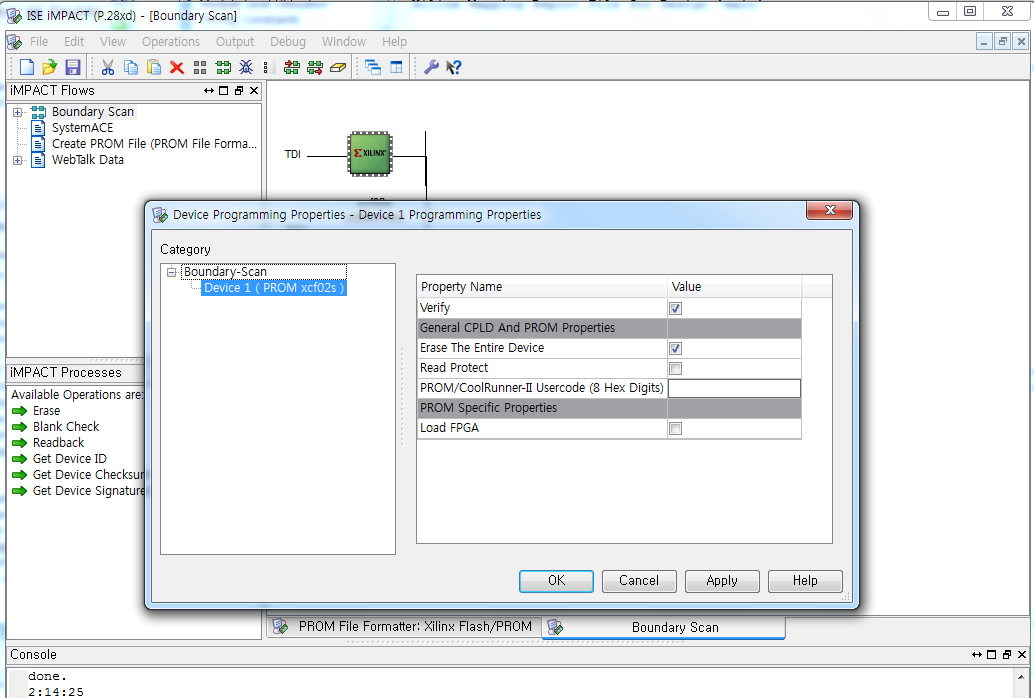 ISE iMPACT (P.28xd) - [Boundary Scan]
File Edit View Operations Output Debug Window Help
iMPACT Flows
Boundary Scan
SystemACE
Create PROM File (PROM File Forma...
WebTalk Data
TDI
XILINX
Device Programming Properties - Device 1 Programming Properties
Category
Boundary-Scan
Device 1 ( PROM xcf02s )
Property Name Value
Verify
General CPLD And PROM Properties
Erase The Entire Device
Read Protect
PROM/CoolRunner-II Usercode (8 Hex Digits)
PROM Specific Properties
Load FPGA
OK Cancel Apply Help
iMPACT Processes
Available Operations are:
Erase
Blank Check
Readback
Get Device ID
Get Device Checksum
Get Device Signature
PROM File Formatter: Xilinx Flash/PROM
Boundary Scan
Console
done.
2:14:25